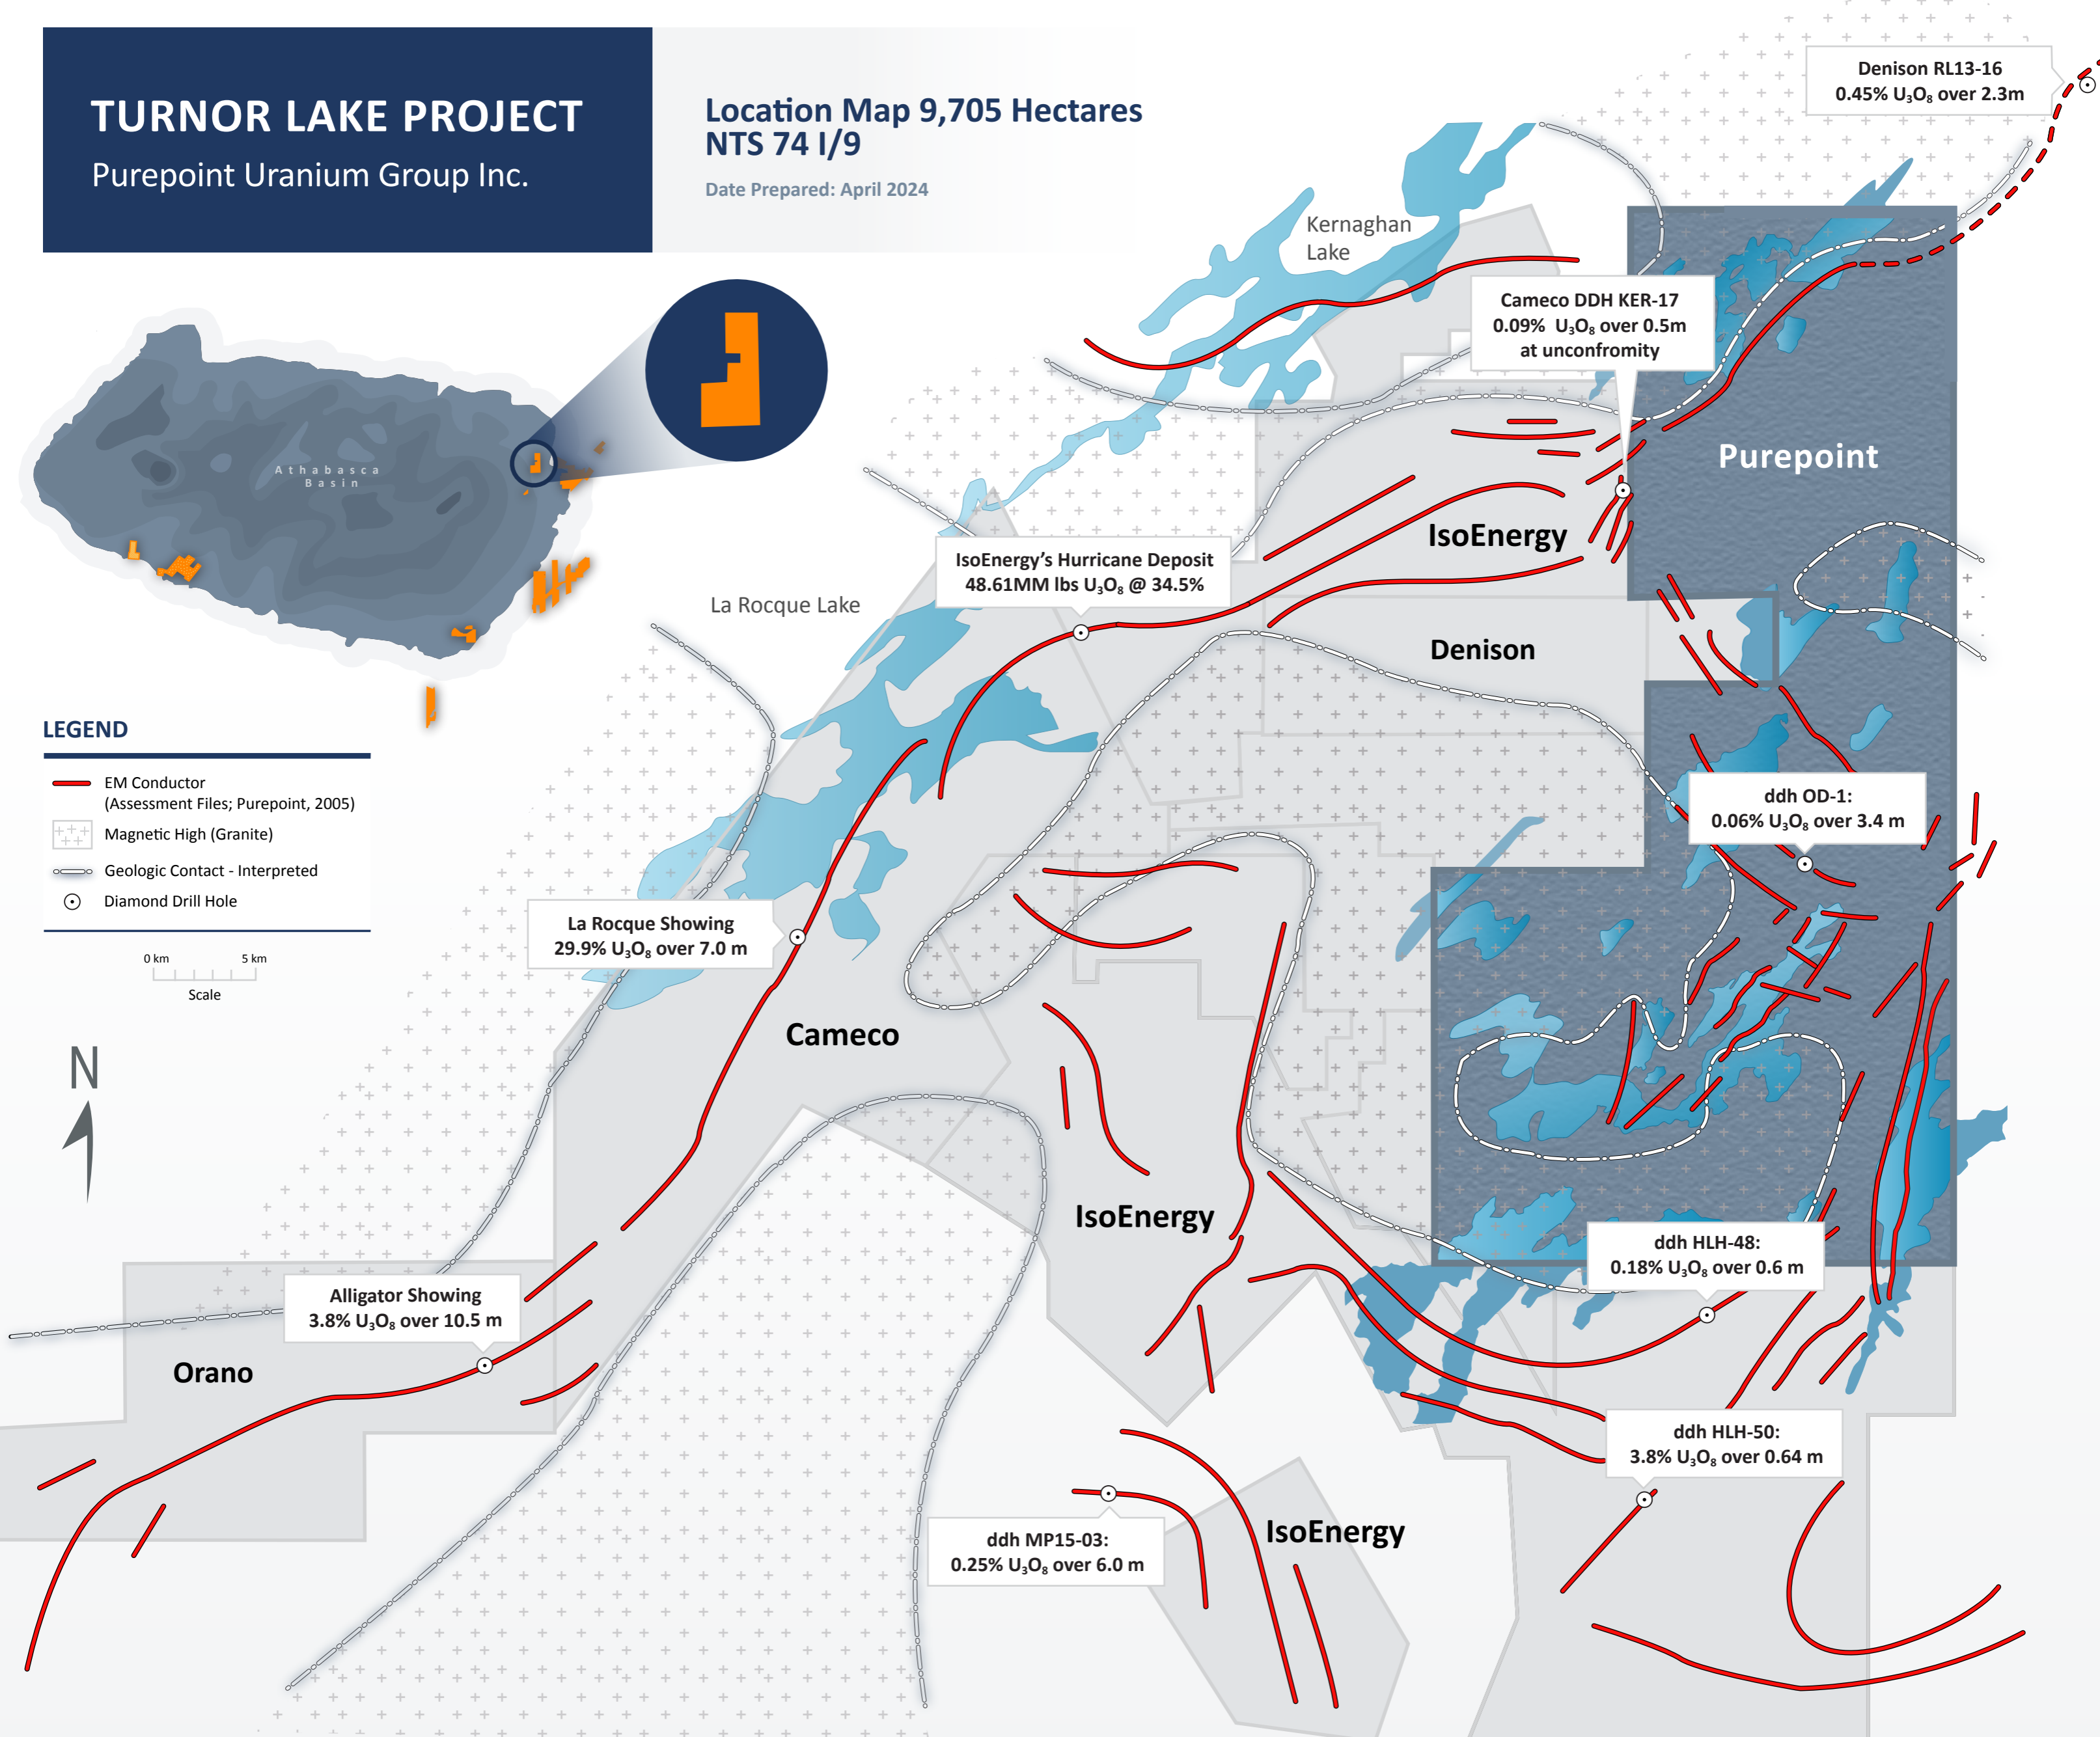 TURNOR LAKE PROJECT
Purepoint Uranium Group Inc.
Location Map 9,705 Hectares
NTS 74 I/9
Date Prepared: April 2024
Denison RL13-16
0.45% U₃O₈ over 2.3m
Kernaghan
Lake
Cameco DDH KER-17
0.09% U₃O₈ over 0.5m
at unconfromity
Purepoint
Athabasca
Basin
IsoEnergy
IsoEnergy's Hurricane Deposit
48.61MM lbs U₃O₈ @ 34.5%
La Rocque Lake
Denison
LEGEND
EM Conductor
(Assessment Files; Purepoint, 2005)
Magnetic High (Granite)
Geologic Contact - Interpreted
Diamond Drill Hole
0 km 5 km
Scale
N
ddh OD-1:
0.06% U₃O₈ over 3.4 m
La Rocque Showing
29.9% U₃O₈ over 7.0 m
Cameco
IsoEnergy
ddh HLH-48:
0.18% U₃O₈ over 0.6 m
Alligator Showing
3.8% U₃O₈ over 10.5 m
Orano
ddh HLH-50:
3.8% U₃O₈ over 0.64 m
ddh MP15-03:
0.25% U₃O₈ over 6.0 m
IsoEnergy